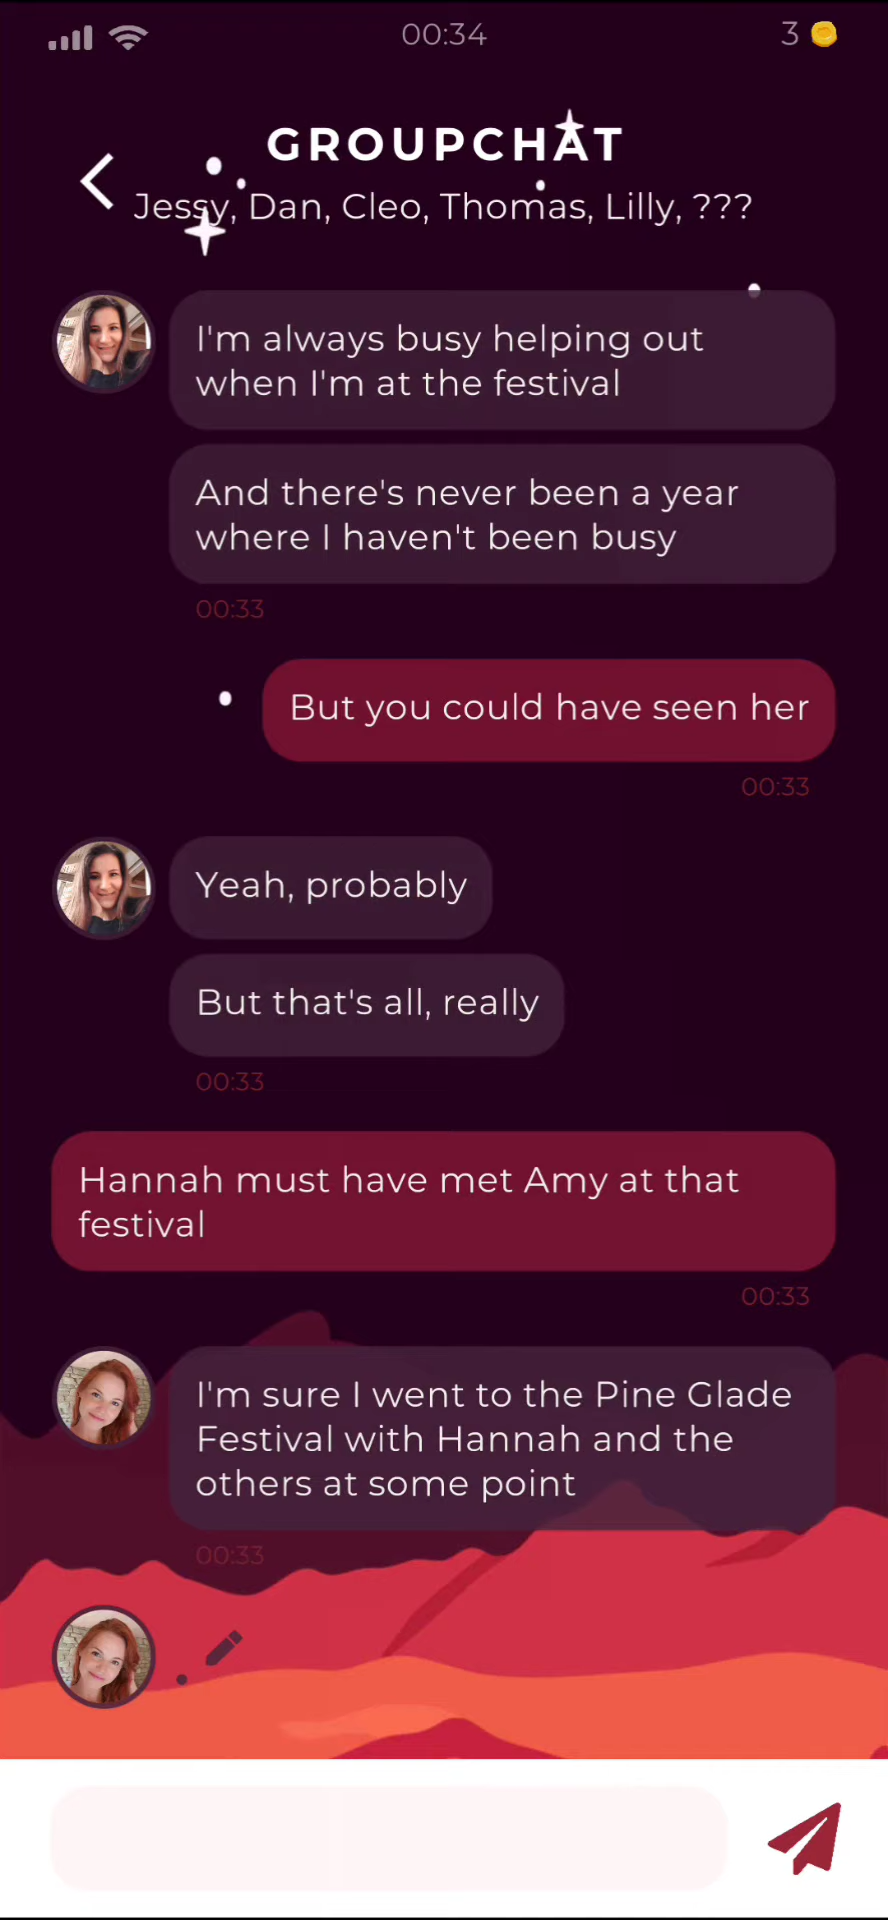 00:34
3
GROUPCHAT
Jessy, Dan, Cleo, Thomas, Lilly, ???
I'm always busy helping out
when I'm at the festival
And there's never been a year
where I haven't been busy
00:33
But you could have seen her
00:33
Yeah, probably
But that's all, really
00:33
Hannah must have met Amy at that
festival
00:33
I'm sure I went to the Pine Glade
Festival with Hannah and the
others at some point
00:33